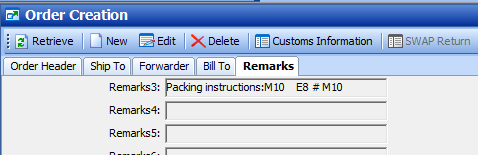 Order Creation
Retrieve New Edit Delete Customs Information SWAP Return
Order Header Ship To Forwarder Bill To Remarks
Remarks3: Packing instructions:M10 E8 # M10
Remarks4:
Remarks5: